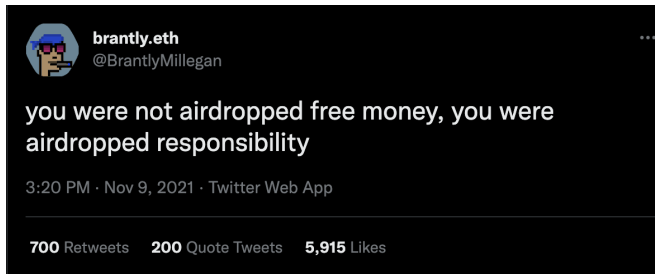 brantly.eth
@BrantlyMillegan
you were not airdropped free money, you were
airdropped responsibility
3:20 PM · Nov 9, 2021 · Twitter Web App
700 Retweets 200 Quote Tweets 5,915 Likes